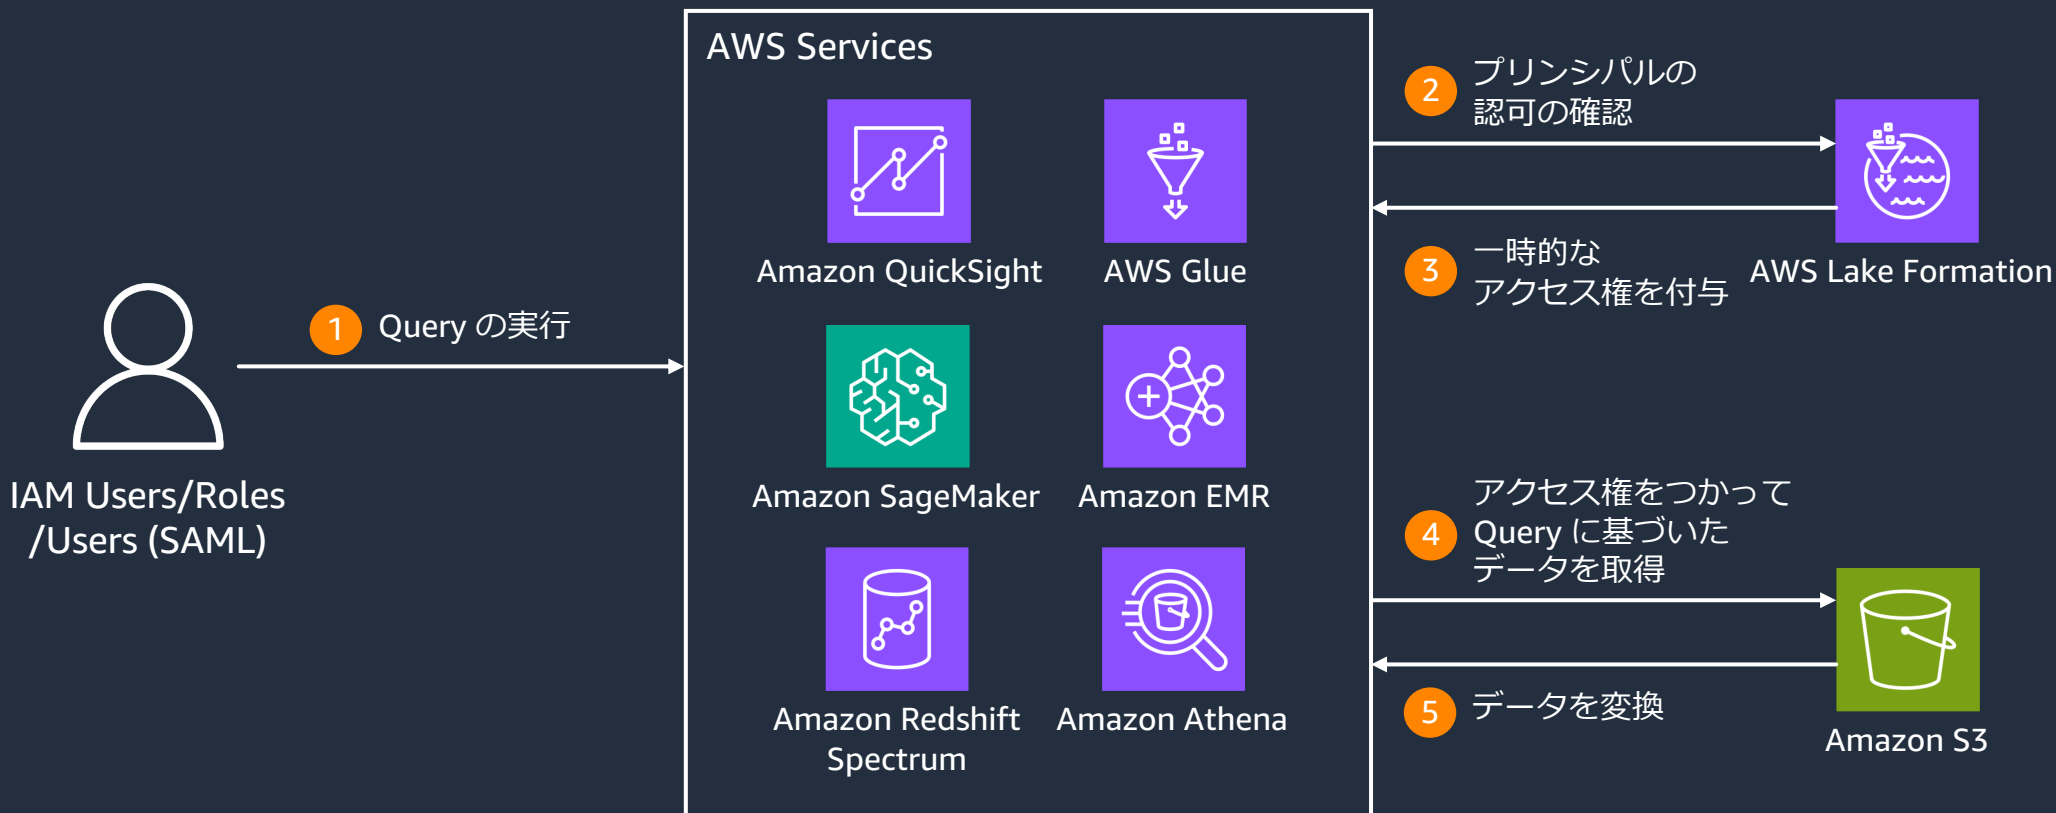 AWS Services
Amazon QuickSight
AWS Glue
Amazon SageMaker
Amazon EMR
Amazon Redshift
Spectrum
Amazon Athena
IAM Users/Roles
/Users (SAML)
1 Query の実行
2 プリンシパルの
認可の確認
3 一時的な
アクセス権を付与
AWS Lake Formation
4 アクセス権をつかって
Query に基づいた
データを取得
5 データを変換
Amazon S3